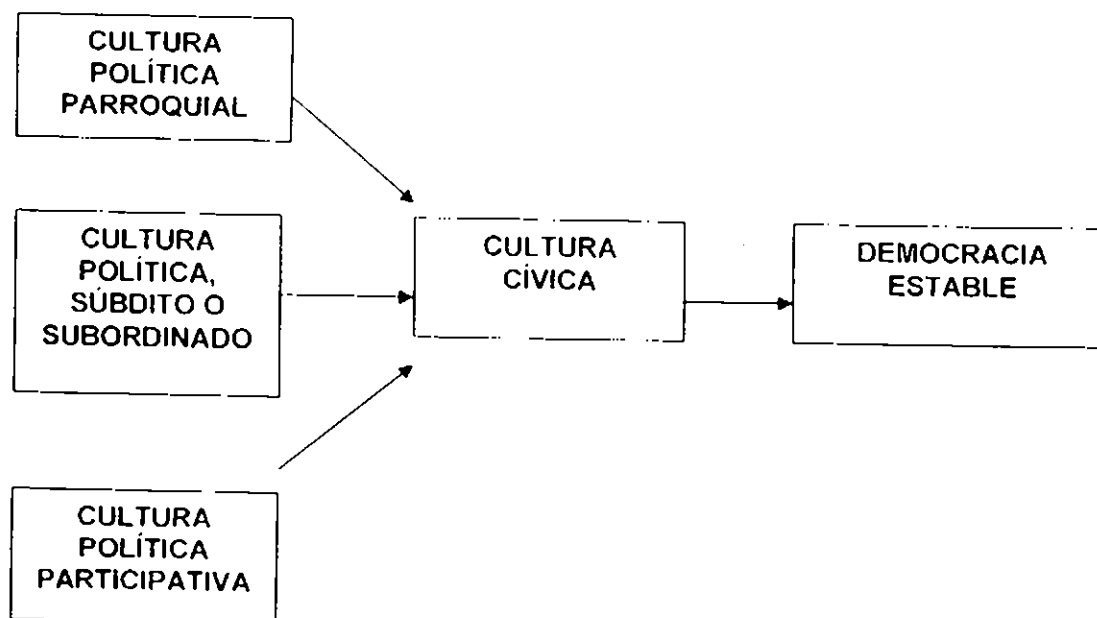 CULTURA
POLÍTICA
PARROQUIAL
CULTURA
POLÍTICA,
SÚBDITO O
SUBORDINADO
CULTURA
CÍVICA
DEMOCRACIA
ESTABLE
CULTURA
POLÍTICA
PARTICIPATIVA